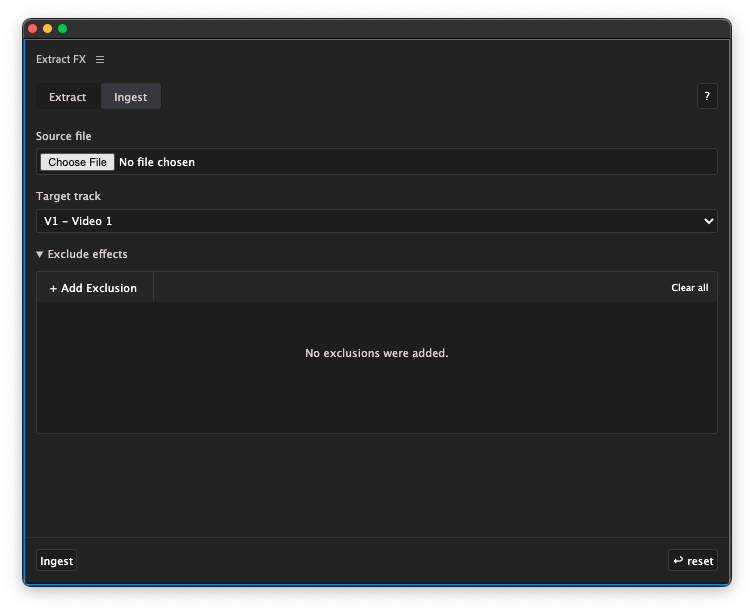 Extract FX ☰
Extract Ingest ?
Source file
Choose File No file chosen
Target track
V1 – Video 1
▼ Exclude effects
+ Add Exclusion Clear all
No exclusions were added.
Ingest ↩ reset